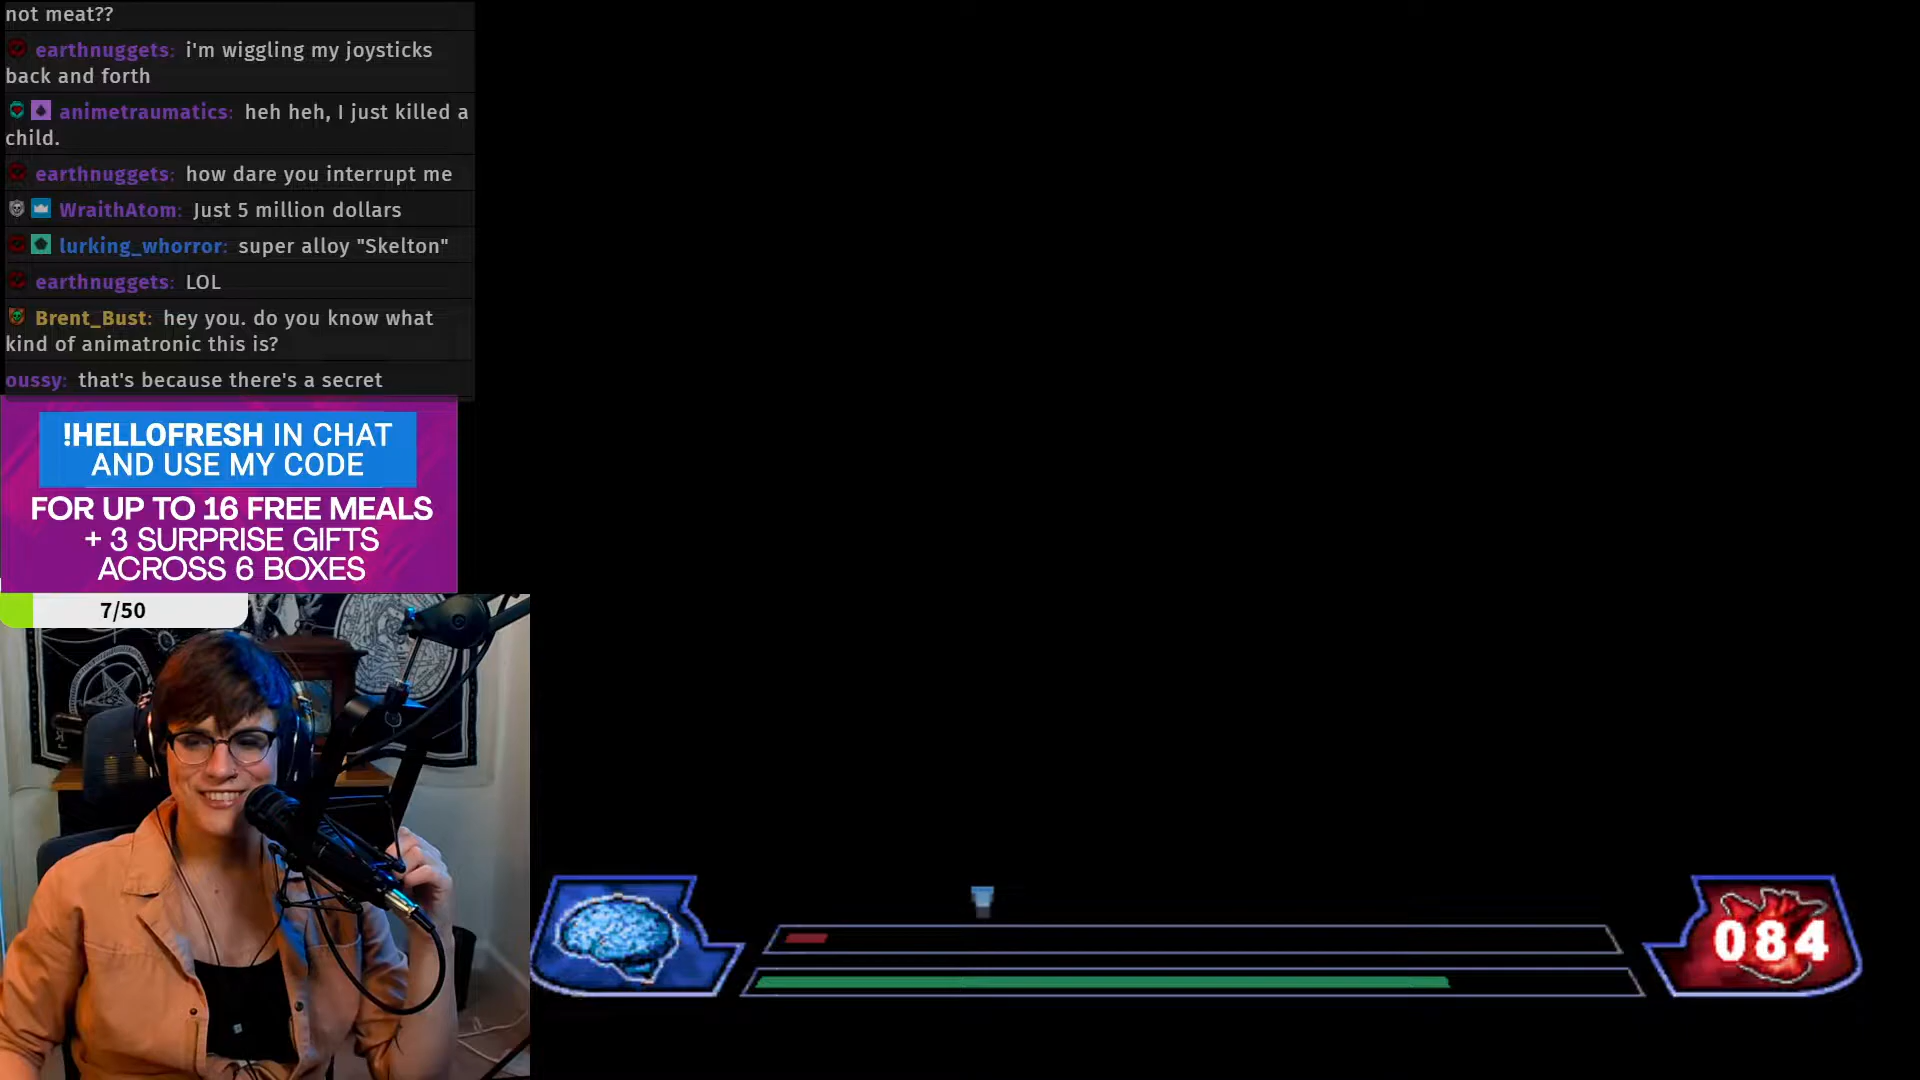 not meat??
earthnuggets: i'm wiggling my joysticks
back and forth
animetraumatics: heh heh, I just killed a
child.
earthnuggets: how dare you interrupt me
WraithAtom: Just 5 million dollars
lurking_whorror: super alloy "Skelton"
earthnuggets: LOL
Brent_Bust: hey you. do you know what
kind of animatronic this is?
oussy: that's because there's a secret
!HELLOFRESH IN CHAT
AND USE MY CODE
FOR UP TO 16 FREE MEALS
+ 3 SURPRISE GIFTS
ACROSS 6 BOXES
7/50
084